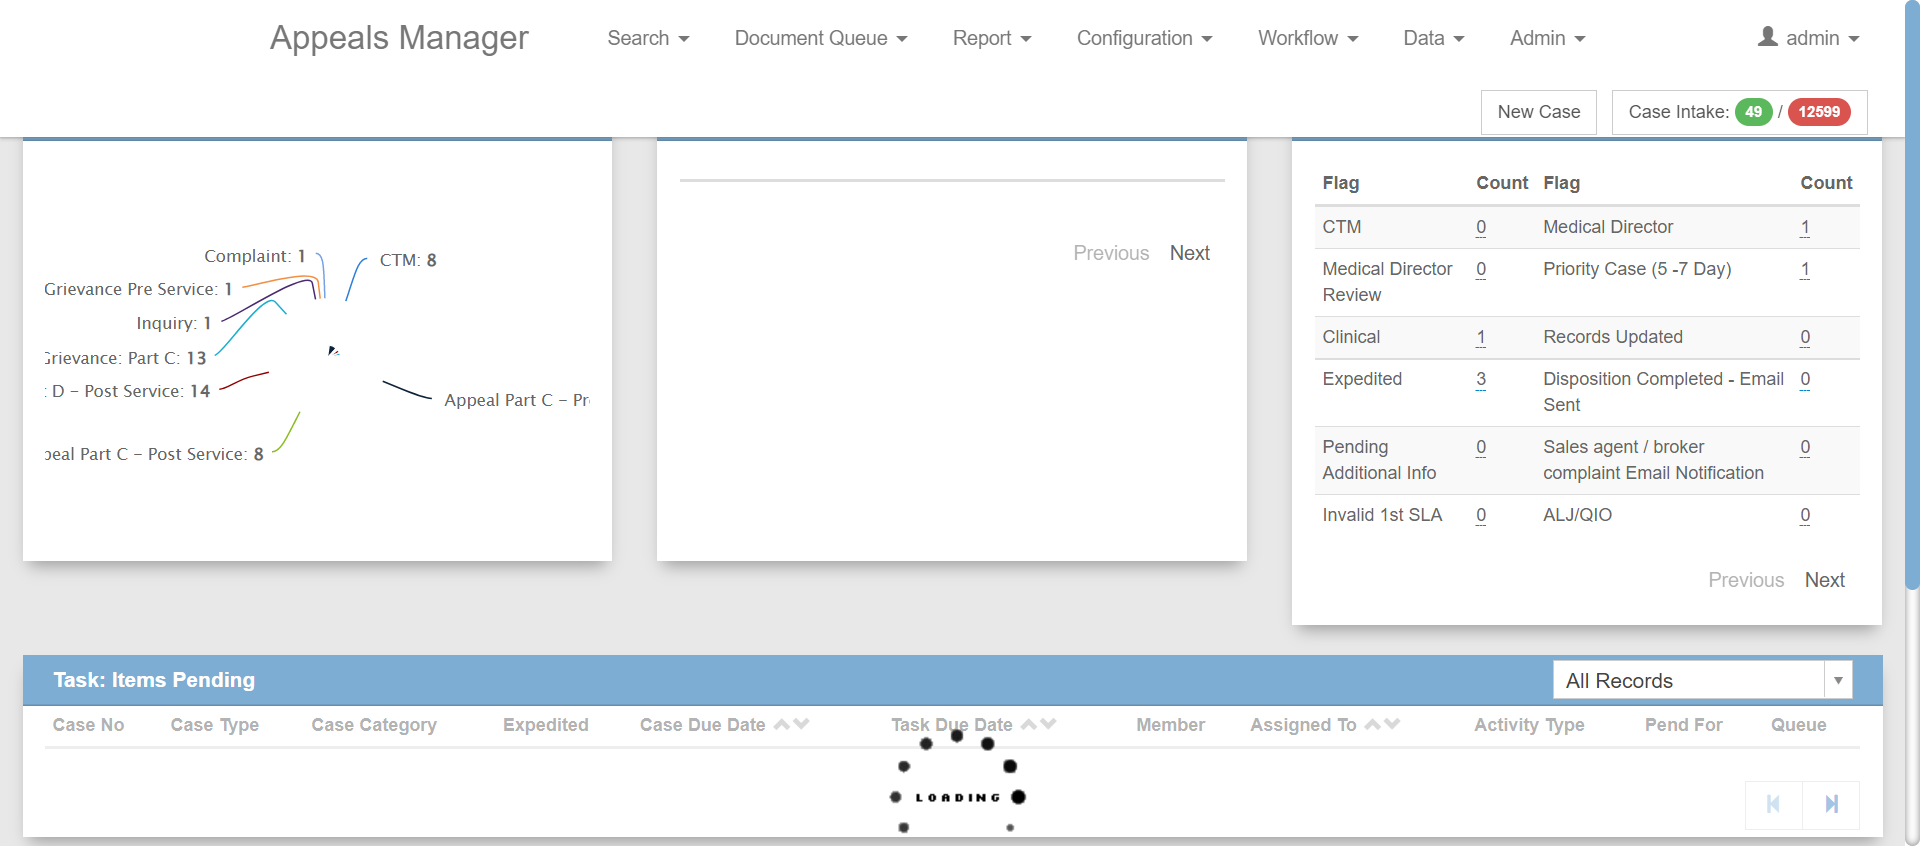 Appeals Manager
Search
Document Queue
Report
Configuration
Workflow
Data
Admin
admin
New Case
Case Intake: 49 / 12599
Complaint: 1
CTM: 8
Grievance Pre Service: 1
Inquiry: 1
Grievance: Part C: 13
D - Post Service: 14
Appeal Part C - Pr
peal Part C - Post Service: 8
Previous Next
Flag Count Flag Count
CTM 0 Medical Director 1
Medical Director 0 Priority Case (5 -7 Day) 1
Review
Clinical 1 Records Updated 0
Expedited 3 Disposition Completed - Email 0
Sent
Pending 0 Sales agent / broker 0
Additional Info complaint Email Notification
Invalid 1st SLA 0 ALJ/QIO 0
Previous Next
Task: Items Pending
All Records
Case No Case Type Case Category Expedited Case Due Date Task Due Date Member Assigned To Activity Type Pend For Queue
LOADING